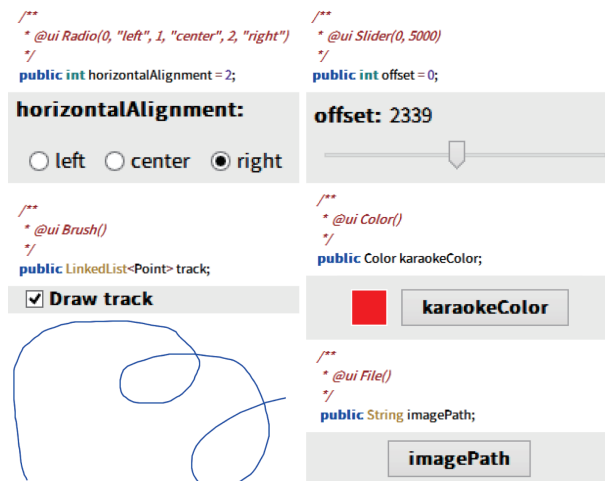 /**
* @ui Radio(0, "left", 1, "center", 2, "right")
*/
public int horizontalAlignment = 2;
horizontalAlignment:
left center right
/**
* @ui Brush()
*/
public LinkedList<Point> track;
Draw track
/**
* @ui Slider(0, 5000)
*/
public int offset = 0;
offset: 2339
/**
* @ui Color()
*/
public Color karaokeColor;
karaokeColor
/**
* @ui File()
*/
public String imagePath;
imagePath